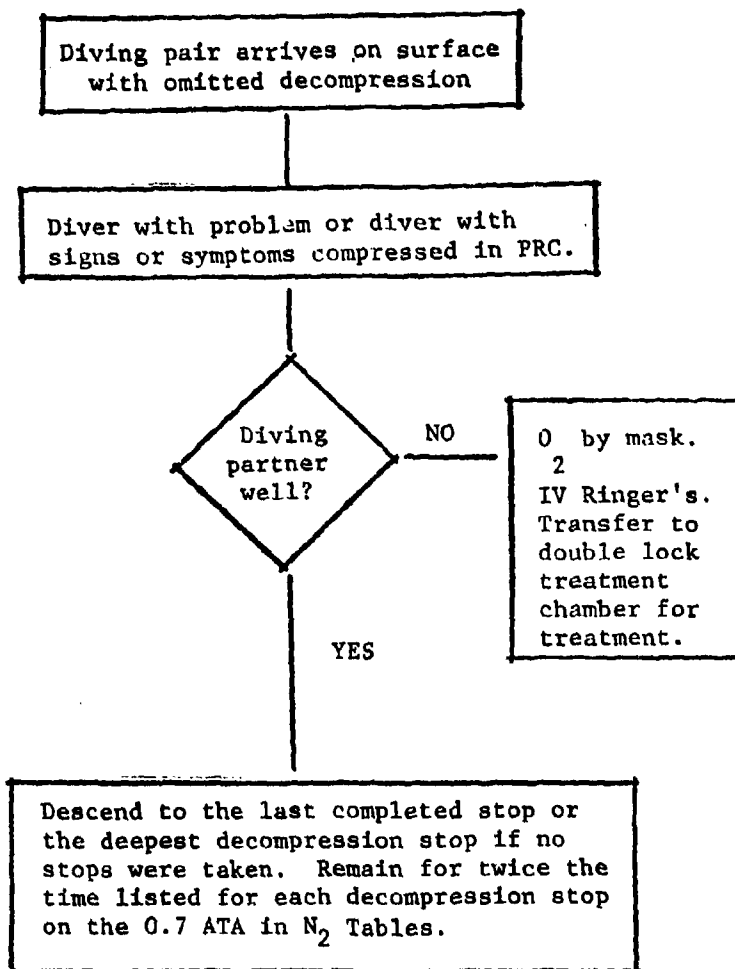 Diving pair arrives on surface
with omitted decompression
Diver with problem or diver with
signs or symptoms compressed in PRC.
Diving
partner
well?
NO
O2 by mask.
IV Ringer's.
Transfer to
double lock
treatment
chamber for
treatment.
YES
Descend to the last completed stop or
the deepest decompression stop if no
stops were taken. Remain for twice the
time listed for each decompression stop
on the 0.7 ATA in N2 Tables.